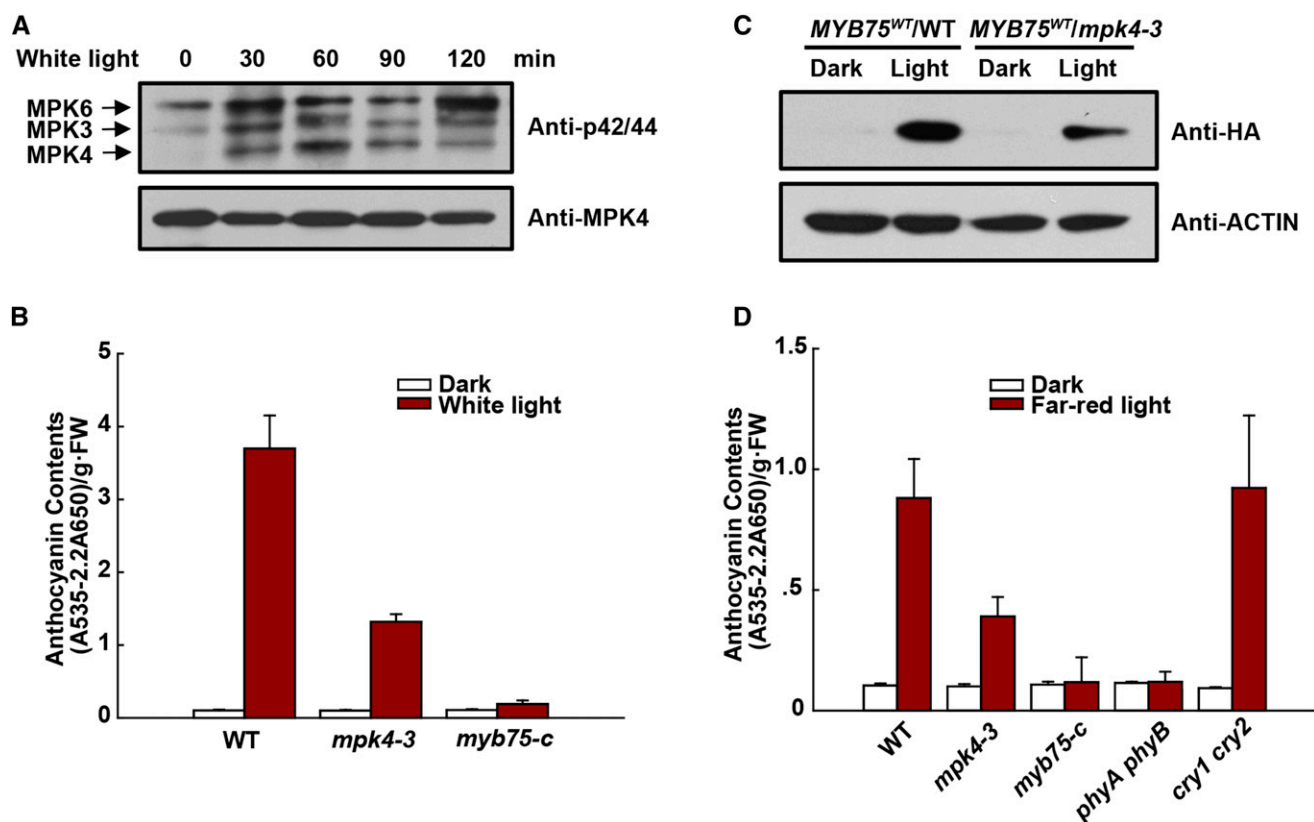 A
White light 0 30 60 90 120 min
MPK6
MPK3
MPK4
Anti-p42/44
Anti-MPK4
C
MYB75WT/WT MYB75WT/mpk4-3
Dark Light Dark Light
Anti-HA
Anti-ACTIN
B
Anthocyanin Contents
(A535-2.2A650)/g·FW
5
4
3
2
1
0
Dark
White light
WT mpk4-3 myb75-c
D
Anthocyanin Contents
(A535-2.2A650)/g·FW
1.5
1.0
.5
0
Dark
Far-red light
WT
mpk4-3
myb75-c
phyA phyB
cry1 cry2